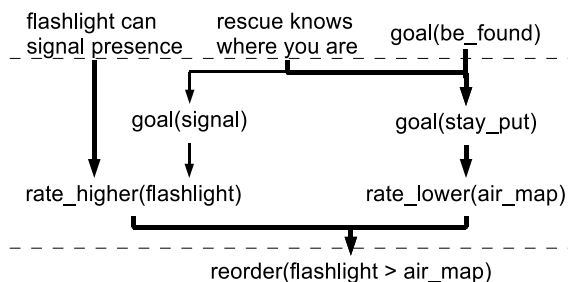 flashlight can
signal presence
rescue knows
where you are
goal(be_found)
goal(signal)
goal(stay_put)
rate_higher(flashlight)
rate_lower(air_map)
reorder(flashlight > air_map)